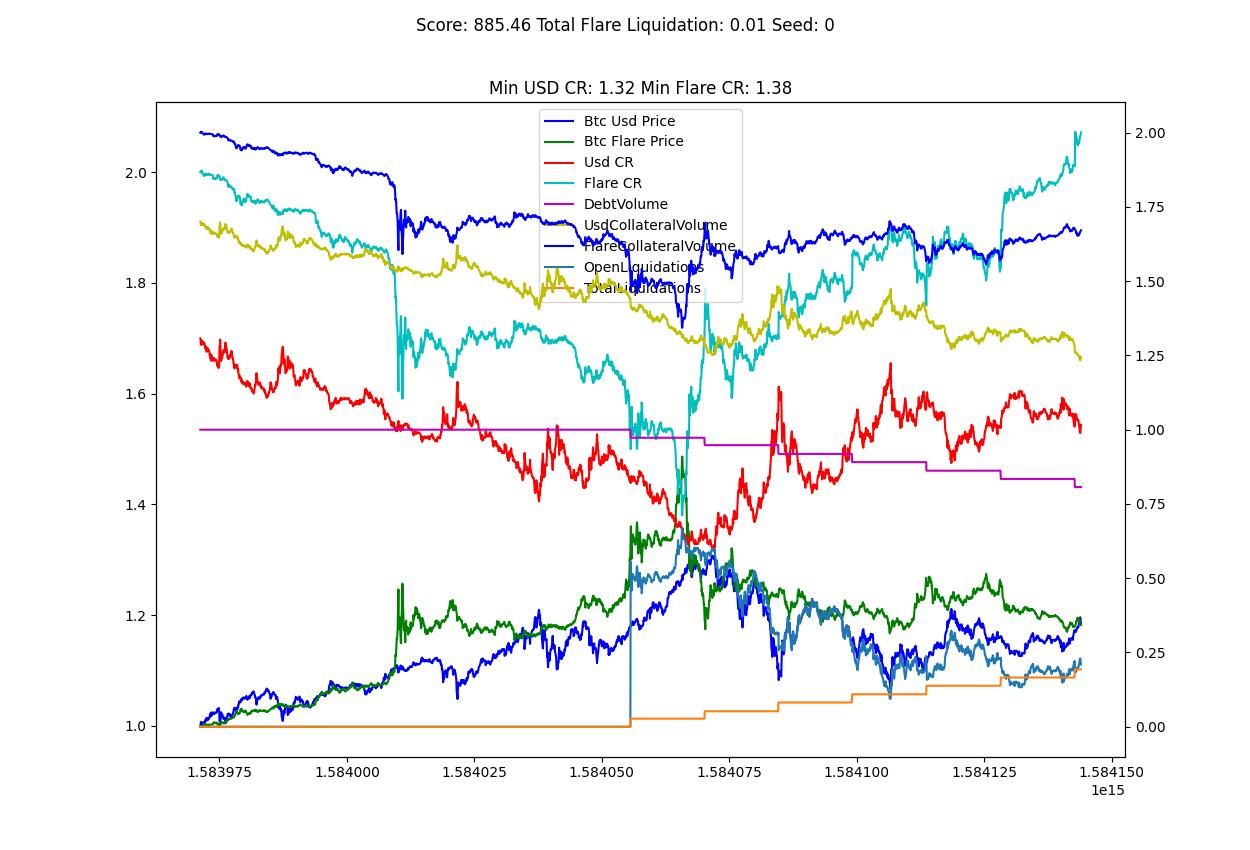 Score: 885.46 Total Flare Liquidation: 0.01 Seed: 0
Min USD CR: 1.32 Min Flare CR: 1.38
Btc Usd Price
Btc Flare Price
Usd CR
Flare CR
DebtVolume
UsdCollateralVolume
FlareCollateralVolume
OpenLiquidations
TotalLiquidations
2.0
1.8
1.6
1.4
1.2
1.0
2.00
1.75
1.50
1.25
1.00
0.75
0.50
0.25
0.00
1.583975 1.584000 1.584025 1.584050 1.584075 1.584100 1.584125 1.584150
1e15